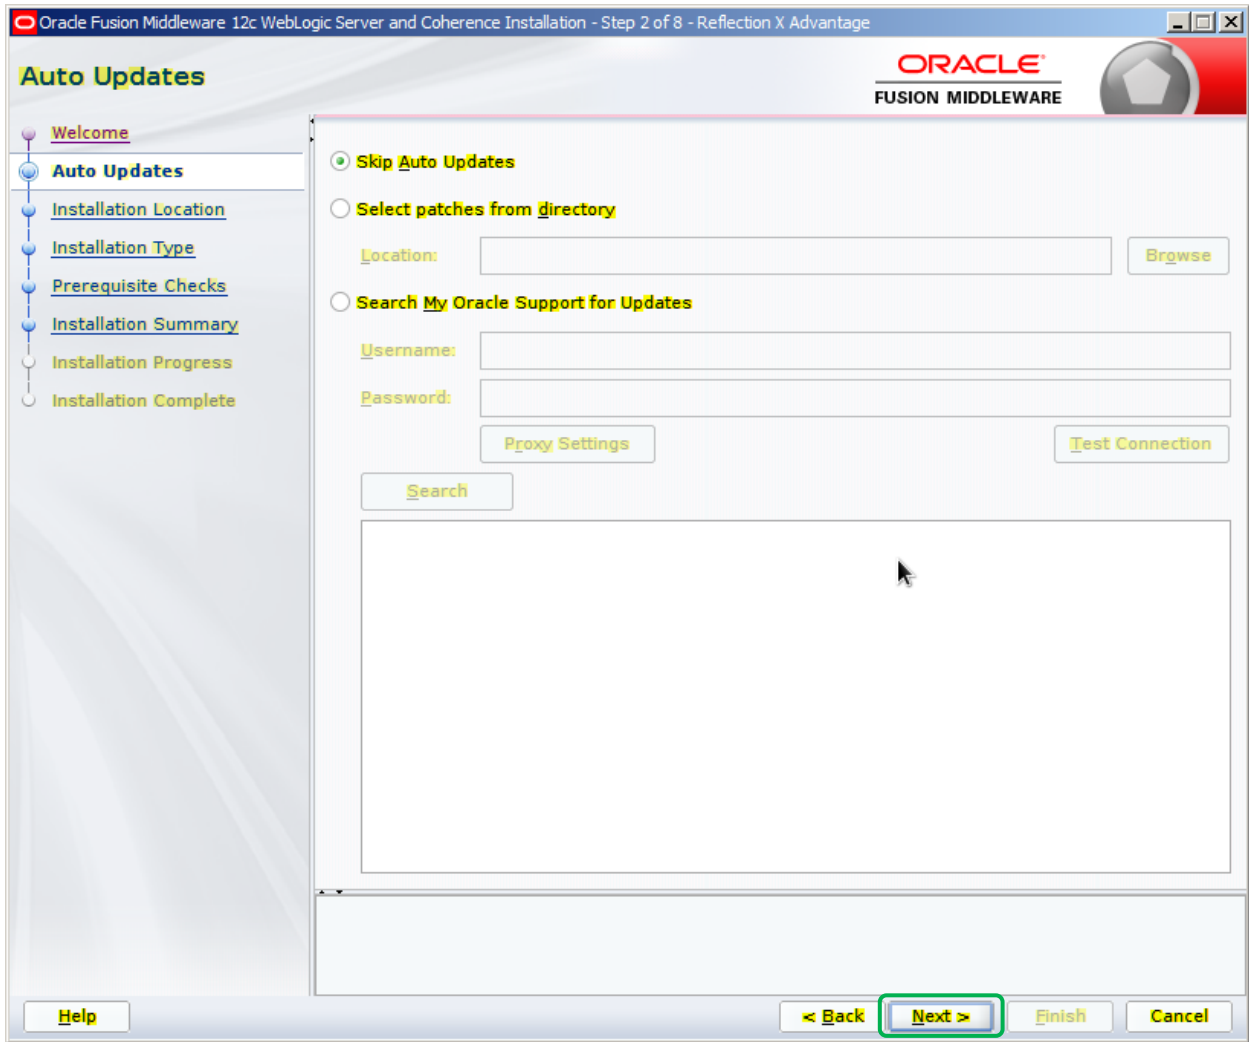 Oracle Fusion Middleware 12c WebLogic Server and Coherence Installation - Step 2 of 8 - Reflection X Advantage
Auto Updates
ORACLE
FUSION MIDDLEWARE
Welcome
Auto Updates
Installation Location
Installation Type
Prerequisite Checks
Installation Summary
Installation Progress
Installation Complete
Skip Auto Updates
Select patches from directory
Location:
Browse
Search My Oracle Support for Updates
Username:
Password:
Proxy Settings
Test Connection
Search
Help
< Back
Next >
Finish
Cancel